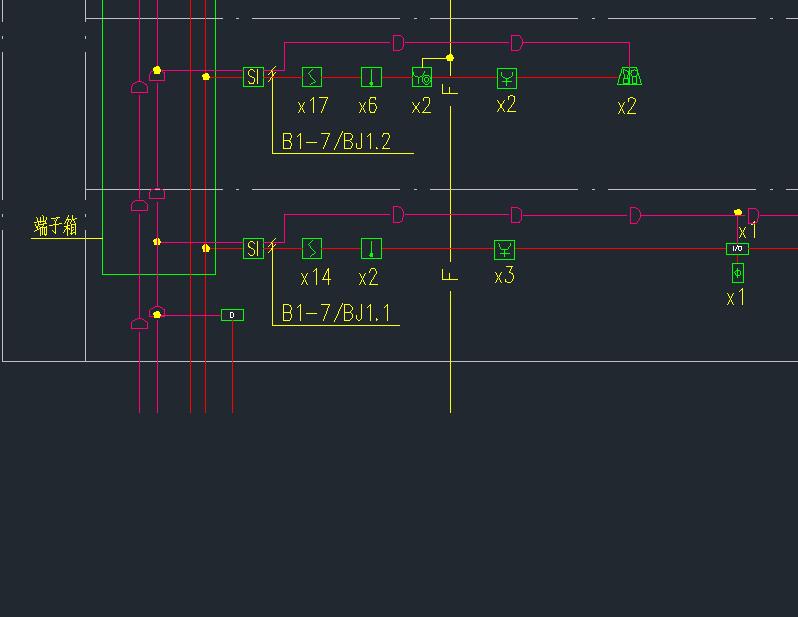 D D
SI
F
x17 x6 x2 x2 x2
B1-7/BJ1.2
端子箱
D D D D
x1
SI
I/O
F
x14 x2 x3
x1
B1-7/BJ1.1
D